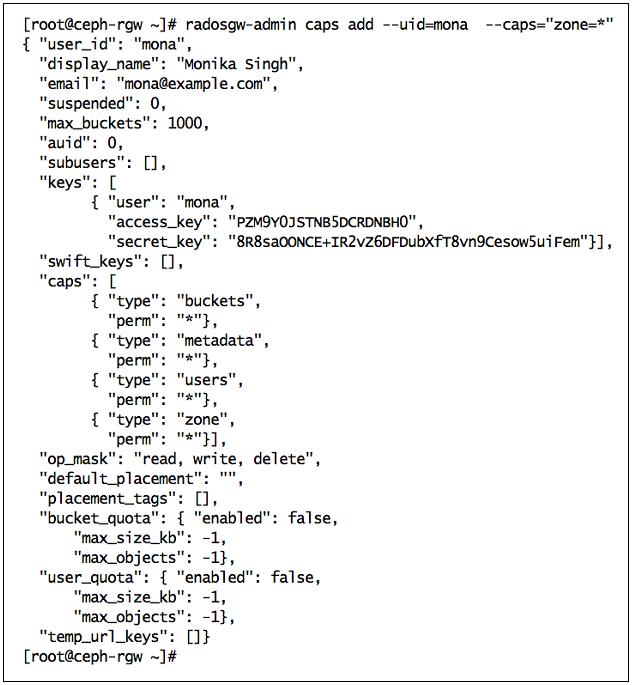 [root@ceph-rgw ~]# radosgw-admin caps add --uid=mona  --caps="zone=*"
{ "user_id": "mona",
  "display_name": "Monika Singh",
  "email": "mona@example.com",
  "suspended": 0,
  "max_buckets": 1000,
  "auid": 0,
  "subusers": [],
  "keys": [
        { "user": "mona",
          "access_key": "PZM9Y0JSTNB5DCRDNBH0",
          "secret_key": "8R8saOONCE+IR2vZ6DFDubXfT8vn9Cesow5uiFem"}],
  "swift_keys": [],
  "caps": [
        { "type": "buckets",
          "perm": "*"},
        { "type": "metadata",
          "perm": "*"},
        { "type": "users",
          "perm": "*"},
        { "type": "zone",
          "perm": "*"}],
  "op_mask": "read, write, delete",
  "default_placement": "",
  "placement_tags": [],
  "bucket_quota": { "enabled": false,
      "max_size_kb": -1,
      "max_objects": -1},
  "user_quota": { "enabled": false,
      "max_size_kb": -1,
      "max_objects": -1},
  "temp_url_keys": []}
[root@ceph-rgw ~]#